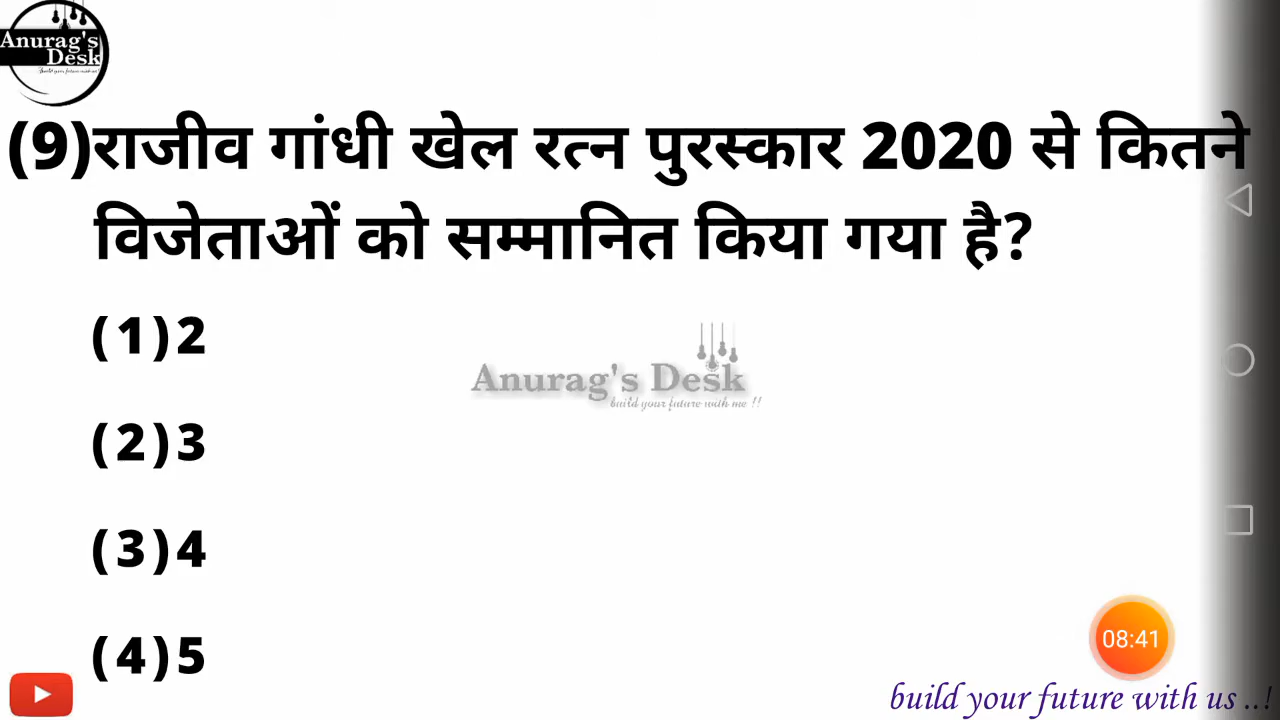 Anurag's
Desk
(9)राजीव गांधी खेल रत्न पुरस्कार 2020 से कितने
विजेताओं को सम्मानित किया गया है?
(1)2
Anurag's Desk
build your future with me !!
(2)3
(3)4
08:41
(4)5
build your future with us ..!